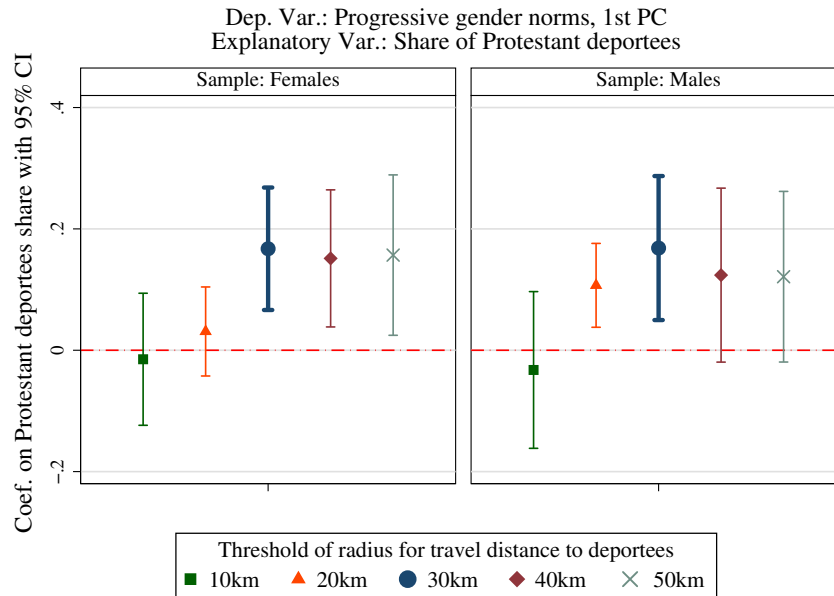 Dep. Var.: Progressive gender norms, 1st PC
Explanatory Var.: Share of Protestant deportees
Sample: Females
Sample: Males
Coef. on Protestant deportees share with 95% CI
.4
.2
0
-.2
Threshold of radius for travel distance to deportees
10km 20km 30km 40km 50km